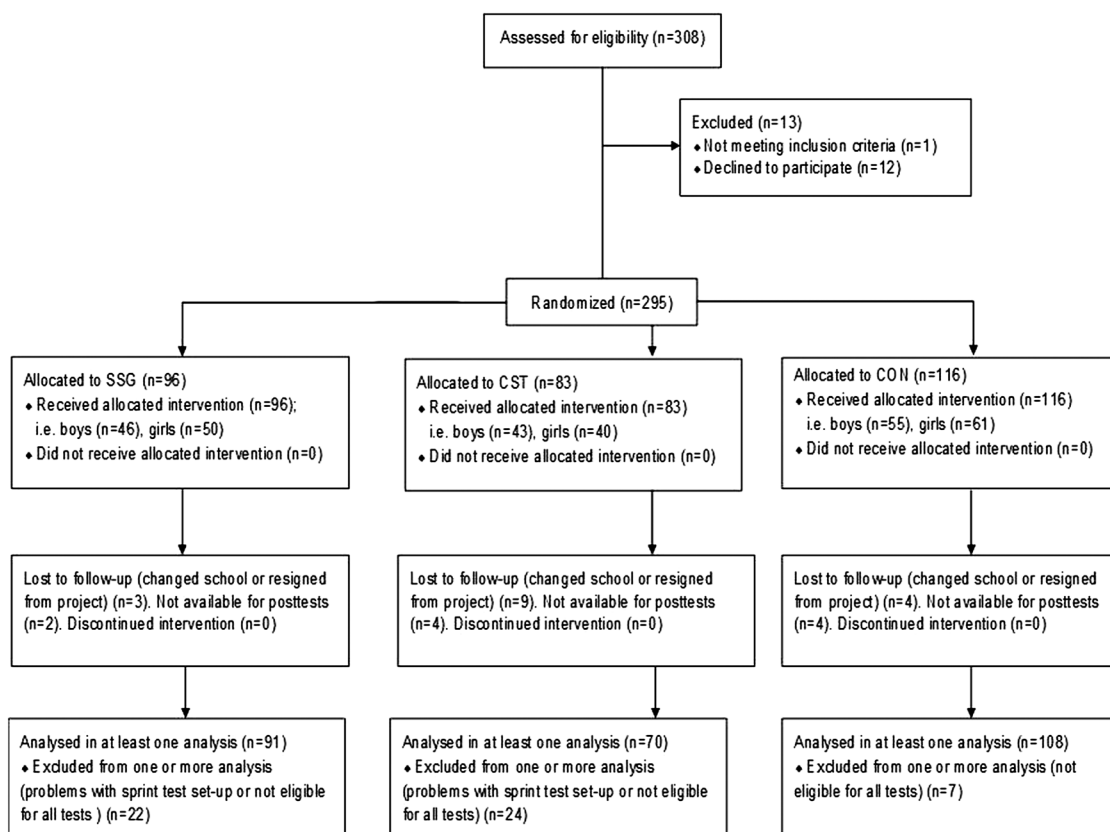 Assessed for eligibility (n=308)
Excluded (n=13)
♦ Not meeting inclusion criteria (n=1)
♦ Declined to participate (n=12)
Randomized (n=295)
Allocated to SSG (n=96)
♦ Received allocated intervention (n=96);
i.e. boys (n=46), girls (n=50)
♦ Did not receive allocated intervention (n=0)
Allocated to CST (n=83)
♦ Received allocated intervention (n=83)
i.e. boys (n=43), girls (n=40)
♦ Did not receive allocated intervention (n=0)
Allocated to CON (n=116)
♦ Received allocated intervention (n=116)
i.e. boys (n=55), girls (n=61)
♦ Did not receive allocated intervention (n=0)
Lost to follow-up (changed school or resigned
from project) (n=3). Not available for posttests
(n=2). Discontinued intervention (n=0)
Lost to follow-up (changed school or resigned
from project) (n=9). Not available for posttests
(n=4). Discontinued intervention (n=0)
Lost to follow-up (changed school or resigned
from project) (n=4). Not available for posttests
(n=4). Discontinued intervention (n=0)
Analysed in at least one analysis (n=91)
♦ Excluded from one or more analysis
(problems with sprint test set-up or not eligible
for all tests ) (n=22)
Analysed in at least one analysis (n=70)
♦ Excluded from one or more analysis
(problems with sprint test set-up or not eligible
for all tests) (n=24)
Analysed in at least one analysis (n=108)
♦ Excluded from one or more analysis (not
eligible for all tests) (n=7)